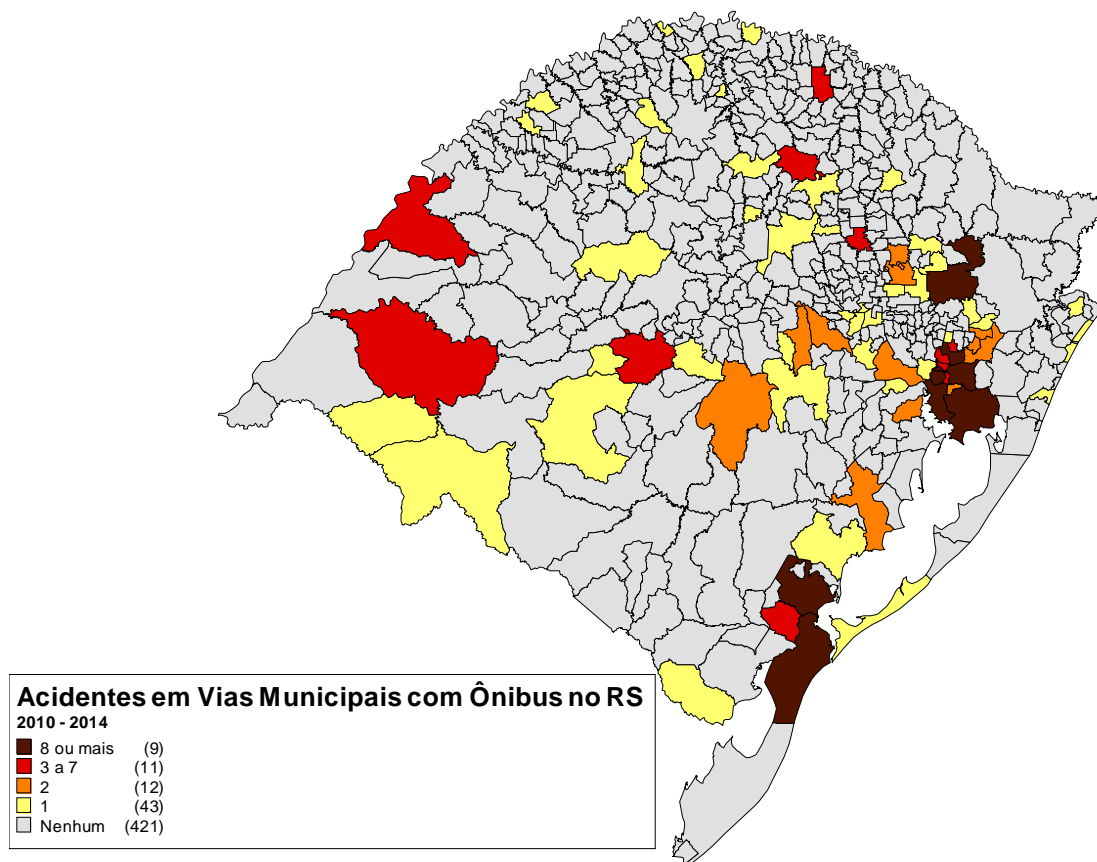 Acidentes em Vias Municipais com Ônibus no RS
2010 - 2014
8 ou mais (9)
3 a 7 (11)
2 (12)
1 (43)
Nenhum (421)